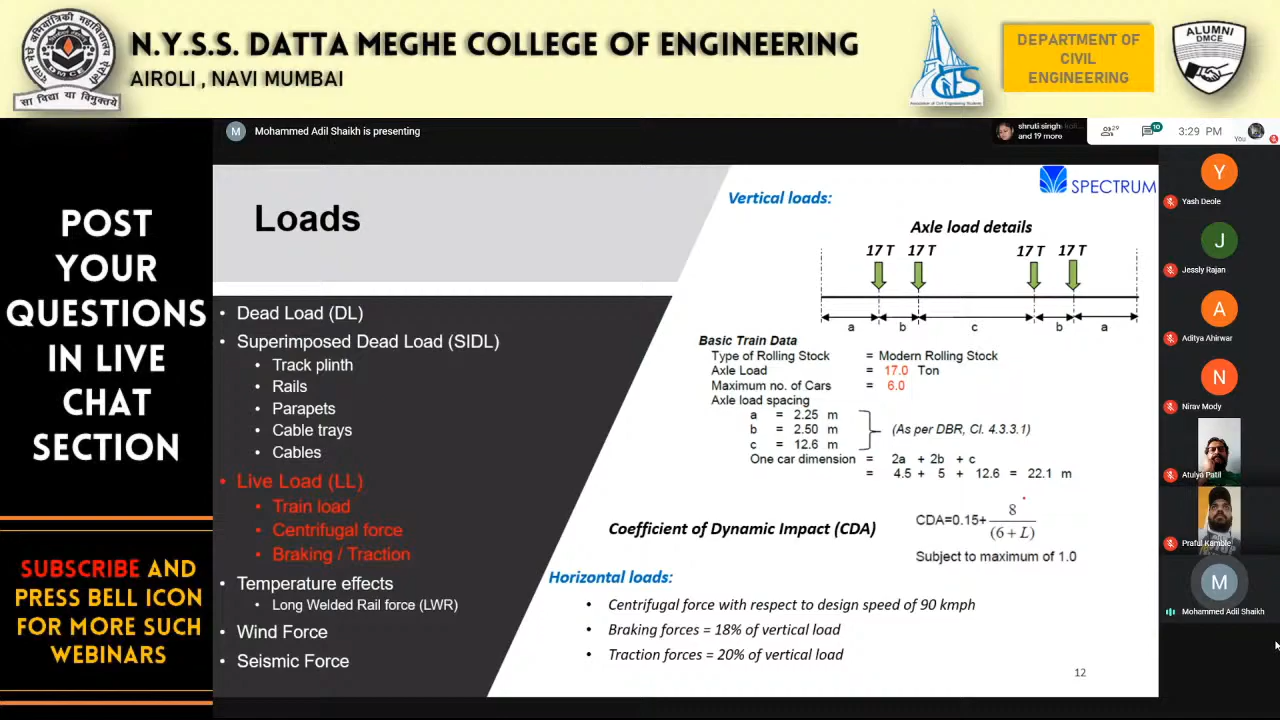 N.Y.S.S. DATTA MEGHE COLLEGE OF ENGINEERING
AIROLI , NAVI MUMBAI
सा विद्या या विमुक्तये
DEPARTMENT OF
CIVIL
ENGINEERING
ALUMNI
DMCE
M
Mohammed Adil Shaikh is presenting
shruti singh
and 19 more
29
10
3:29 PM
You
POST
YOUR
QUESTIONS
IN LIVE
CHAT
SECTION
SUBSCRIBE AND
PRESS BELL ICON
FOR MORE SUCH
WEBINARS
Loads
• Dead Load (DL)
• Superimposed Dead Load (SIDL)
• Track plinth
• Rails
• Parapets
• Cable trays
• Cables
• Live Load (LL)
• Train load
• Centrifugal force
• Braking / Traction
• Temperature effects
• Long Welded Rail force (LWR)
• Wind Force
• Seismic Force
SPECTRUM
Vertical loads:
Axle load details
17 T 17 T 17 T 17 T
a b c b a
Basic Train Data
Type of Rolling Stock = Modern Rolling Stock
Axle Load = 17.0 Ton
Maximum no. of Cars = 6.0
Axle load spacing
a = 2.25 m
b = 2.50 m
c = 12.6 m
(As per DBR, Cl. 4.3.3.1)
One car dimension = 2a + 2b + c
= 4.5 + 5 + 12.6 = 22.1 m
Coefficient of Dynamic Impact (CDA)
CDA=0.15+ 8
(6 + L)
Subject to maximum of 1.0
Horizontal loads:
• Centrifugal force with respect to design speed of 90 kmph
• Braking forces = 18% of vertical load
• Traction forces = 20% of vertical load
12
Y
Yash Deole
J
Jessly Rajan
A
Aditya Ahirwar
N
Nirav Mody
Atulya Patil
Praful Kamble
M
Mohammed Adil Shaikh